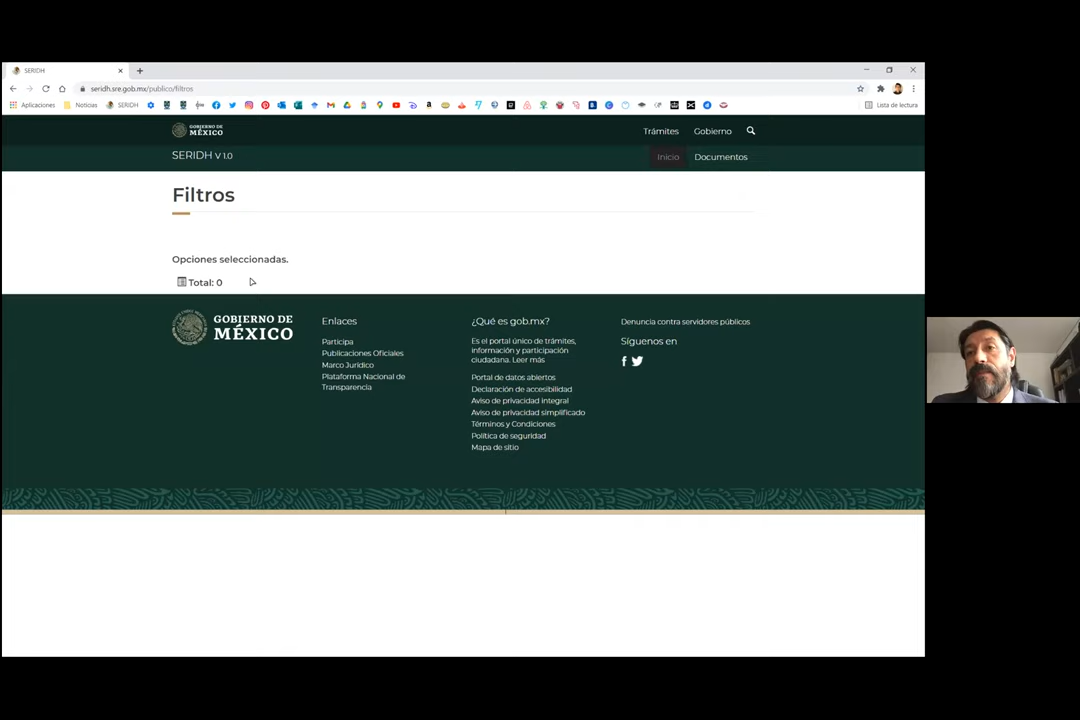 SERIDH
seridh.sre.gob.mx/publico/filtros
Aplicaciones
Noticias
SERIDH
Lista de lectura
GOBIERNO DE
MÉXICO
Trámites
Gobierno
SERIDH V 1.0
Inicio
Documentos
Filtros
Opciones seleccionadas.
Total: 0
GOBIERNO DE
MÉXICO
Enlaces
Participa
Publicaciones Oficiales
Marco Jurídico
Plataforma Nacional de
Transparencia
¿Qué es gob.mx?
Es el portal único de trámites,
información y participación
ciudadana. Leer más
Portal de datos abiertos
Declaración de accesibilidad
Aviso de privacidad integral
Aviso de privacidad simplificado
Términos y Condiciones
Política de seguridad
Mapa de sitio
Denuncia contra servidores públicos
Síguenos en